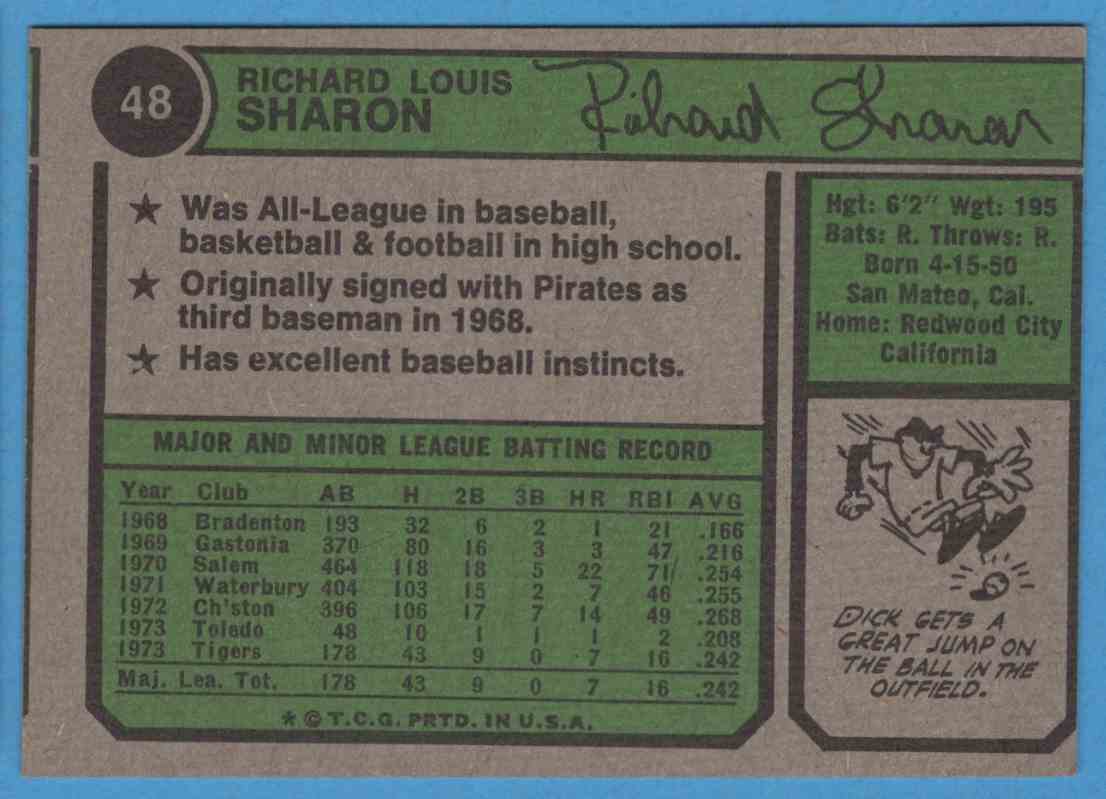 48
RICHARD LOUIS
SHARON
Richard Sharon
★ Was All-League in baseball,
basketball & football in high school.
★ Originally signed with Pirates as
third baseman in 1968.
★ Has excellent baseball instincts.
Hgt: 6'2" Wgt: 195
Bats: R. Throws: R.
Born 4-15-50
San Mateo, Cal.
Home: Redwood City
California
MAJOR AND MINOR LEAGUE BATTING RECORD
Year Club AB H 2B 3B HR RBI AVG
1968 Bradenton 193 32 6 2 1 21 .166
1969 Gastonia 370 80 16 3 3 47 .216
1970 Salem 464 118 18 5 22 71 .254
1971 Waterbury 404 103 15 2 7 46 .255
1972 Ch'ston 396 106 17 7 14 49 .268
1973 Toledo 48 10 1 1 1 2 .208
1973 Tigers 178 43 9 0 7 16 .242
Maj. Lea. Tot. 178 43 9 0 7 16 .242
* © T.C.G. PRTD. IN U.S.A.
DICK GETS A
GREAT JUMP ON
THE BALL IN THE
OUTFIELD.